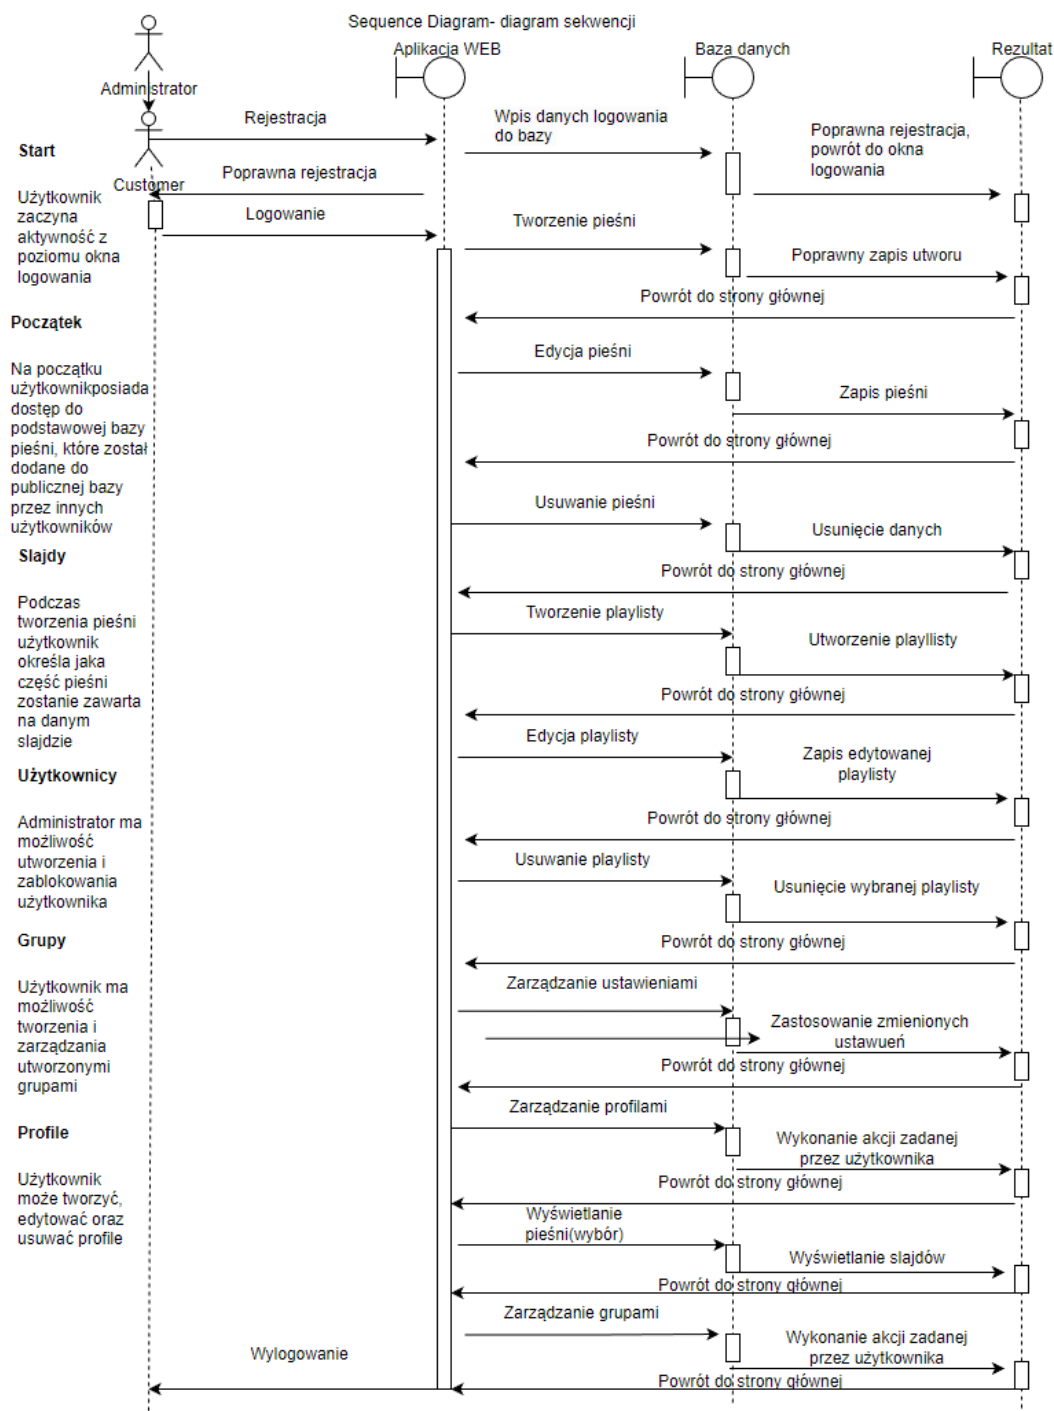 Sequence Diagram- diagram sekwencji
Aplikacja WEB
Baza danych
Rezultat
Administrator
Rejestracja
Wpis danych logowania
do bazy
Poprawna rejestracja,
powrót do okna
logowania
Start
Customer
Poprawna rejestracja
Użytkownik
zaczyna
aktywność z
poziomu okna
logowania
Logowanie
Tworzenie pieśni
Poprawny zapis utworu
Powrót do strony głównej
Początek
Edycja pieśni
Na początku
użytkownikposiada
dostęp do
podstawowej bazy
pieśni, które został
dodane do
publicznej bazy
przez innych
użytkowników
Zapis pieśni
Powrót do strony głównej
Usuwanie pieśni
Usunięcie danych
Slajdy
Powrót do strony głównej
Podczas
tworzenia pieśni
użytkownik
określa jaka
część pieśni
zostanie zawarta
na danym
slajdzie
Tworzenie playlisty
Utworzenie playllisty
Powrót do strony głównej
Edycja playlisty
Zapis edytowanej
playlisty
Użytkownicy
Administrator ma
możliwość
utworzenia i
zablokowania
użytkownika
Powrót do strony głównej
Usuwanie playlisty
Usunięcie wybranej playlisty
Grupy
Powrót do strony głównej
Użytkownik ma
możliwość
tworzenia i
zarządzania
utworzonymi
grupami
Zarządzanie ustawieniami
Zastosowanie zmienionych
ustawueń
Powrót do strony głównej
Zarządzanie profilami
Profile
Wykonanie akcji zadanej
przez użytkownika
Użytkownik
może tworzyć,
edytować oraz
usuwać profile
Powrót do strony głównej
Wyświetlanie
pieśni(wybór)
Wyświetlanie slajdów
Powrót do strony głównej
Zarządzanie grupami
Wykonanie akcji zadanej
przez użytkownika
Wylogowanie
Powrót do strony głównej